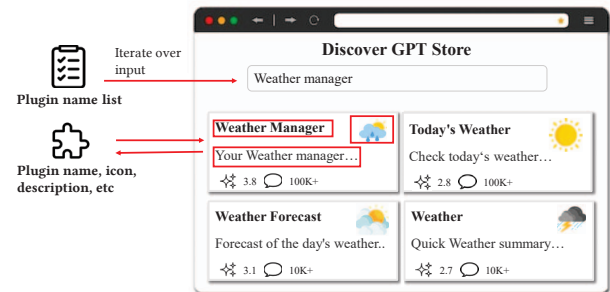 Iterate over
input
Plugin name list
Plugin name, icon,
description, etc
Discover GPT Store
Weather manager
Weather Manager
Your Weather manager…
3.8 100K+
Today's Weather
Check today‘s weather…
2.8 100K+
Weather Forecast
Forecast of the day's weather..
3.1 10K+
Weather
Quick Weather summary…
2.7 10K+